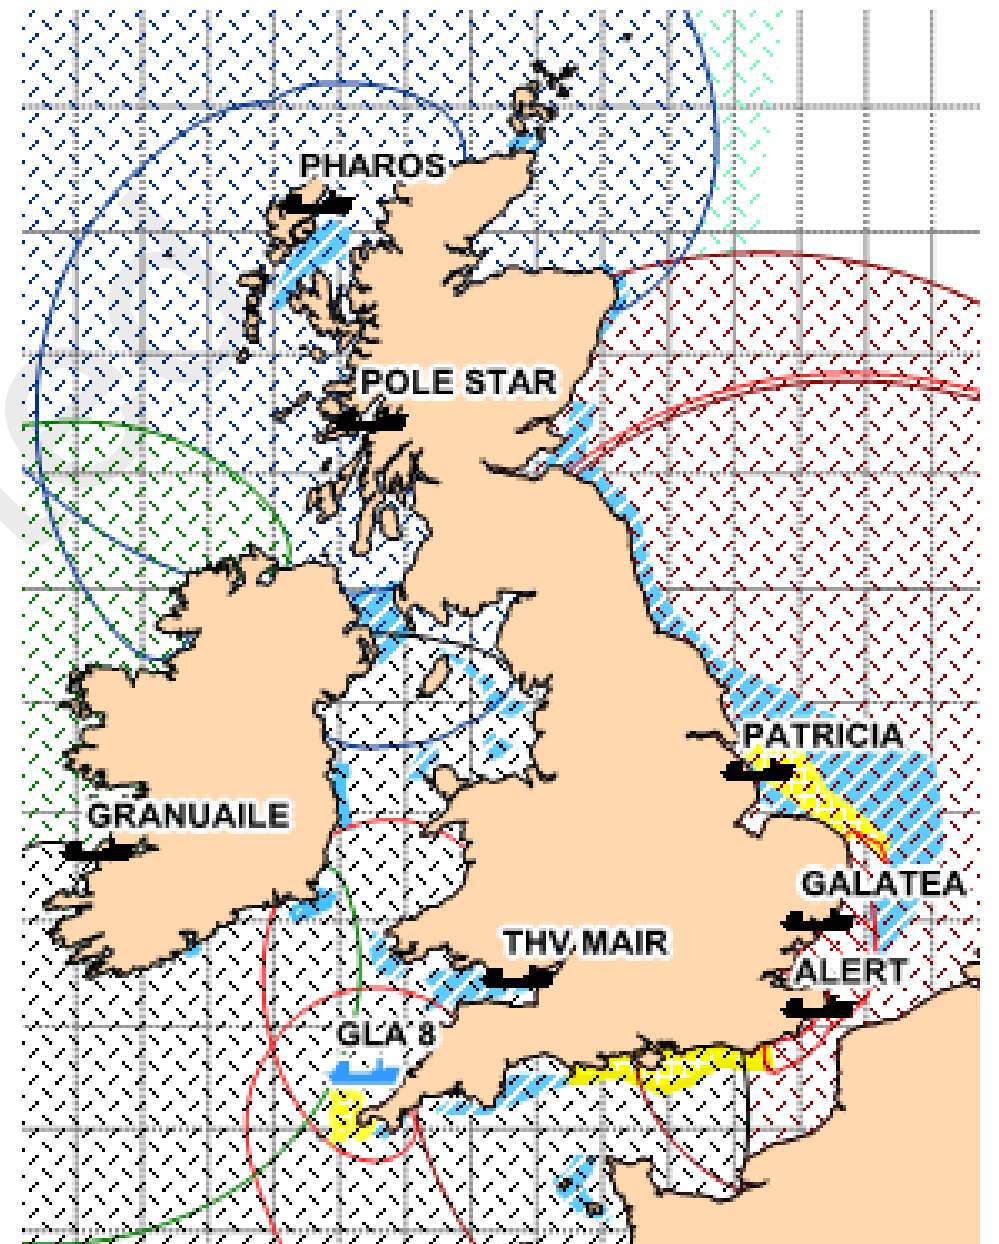 PHAROS
POLE STAR
PATRICIA
GRANUAILE
GALATEA
THV MAIR
ALERT
GLA 8